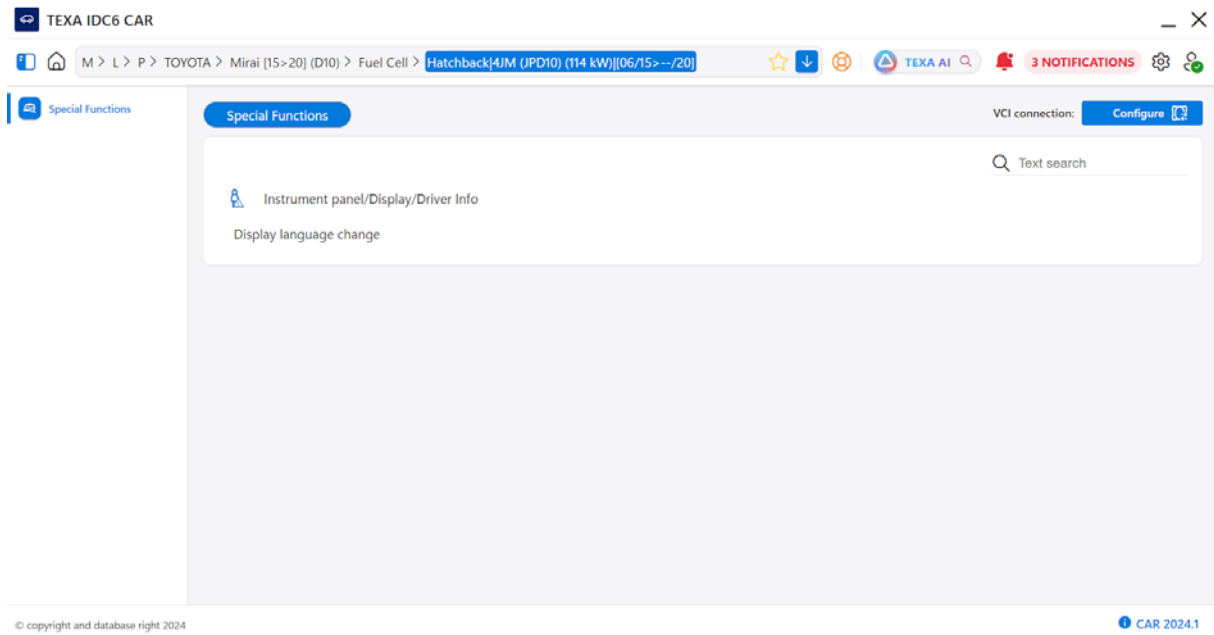 TEXA IDC6 CAR
M > L > P > TOYOTA > Mirai [15>20] (D10) > Fuel Cell > Hatchback|4JM (JPD10) (114 kW)|[06/15>--/20] TEXA AI 3 NOTIFICATIONS
Special Functions
Special Functions
VCI connection: Configure
Text search
Instrument panel/Display/Driver Info
Display language change
© copyright and database right 2024
CAR 2024.1